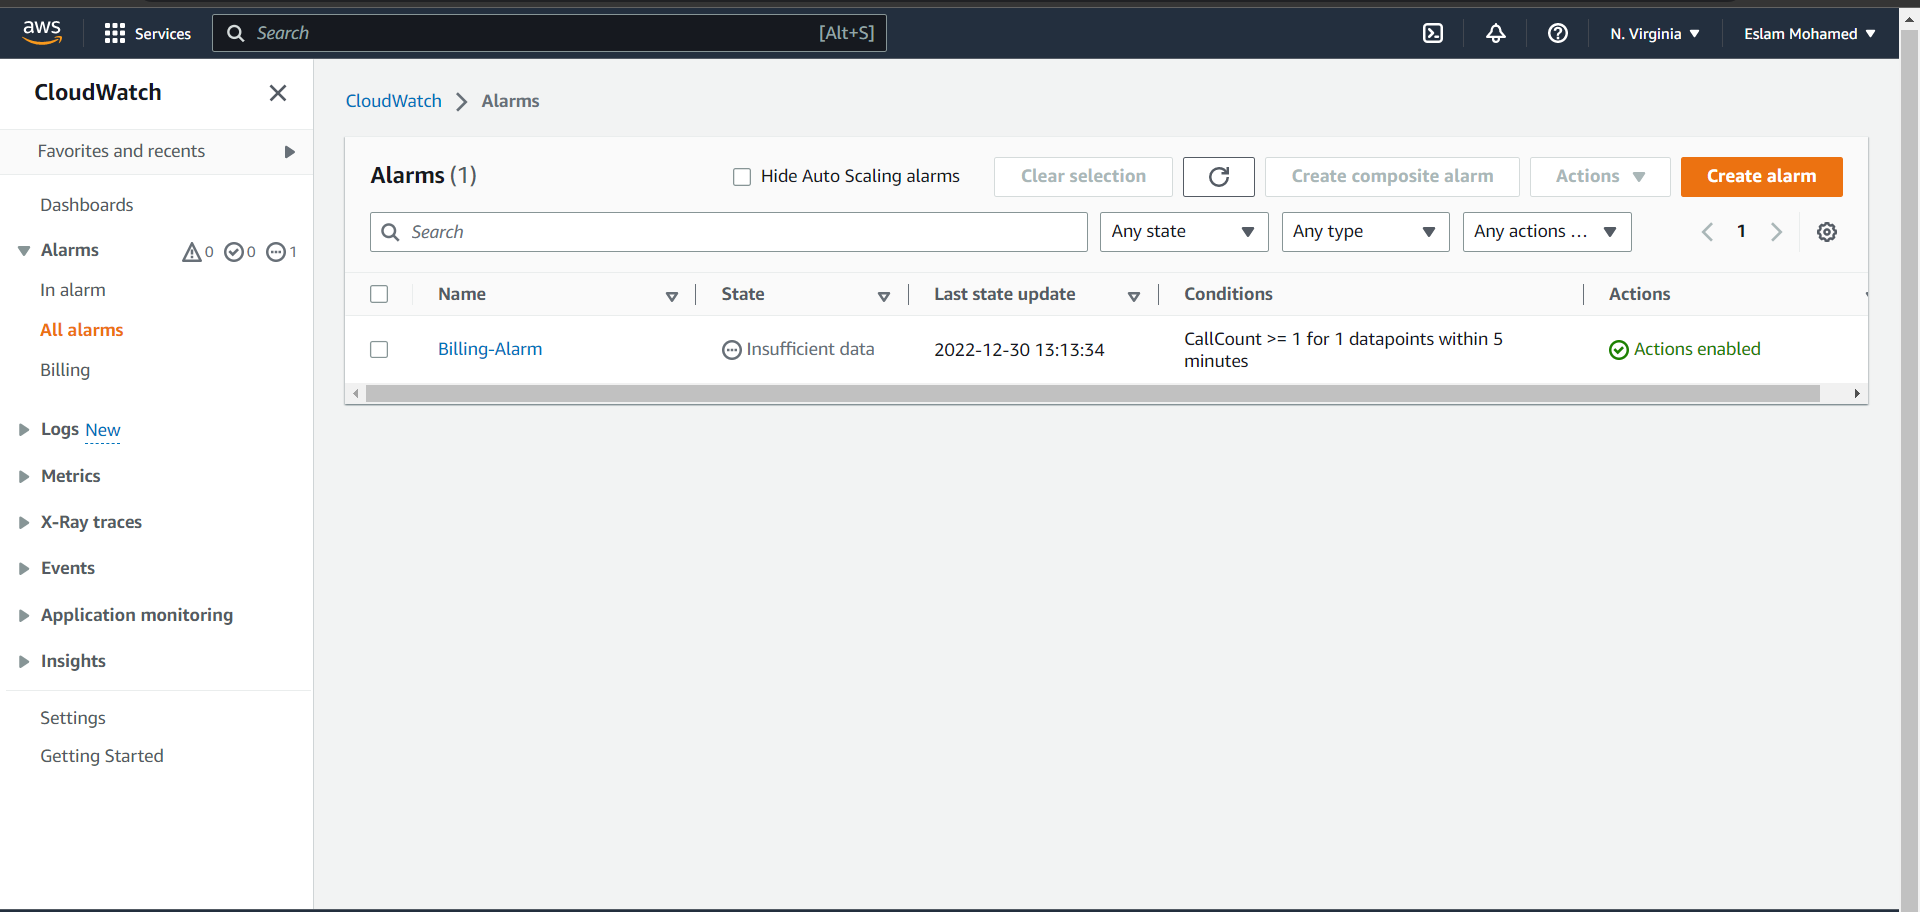 aws
Services
Search
[Alt+S]
N. Virginia
Eslam Mohamed
CloudWatch
Favorites and recents
Dashboards
Alarms
0
0
1
In alarm
All alarms
Billing
Logs New
Metrics
X-Ray traces
Events
Application monitoring
Insights
Settings
Getting Started
CloudWatch
Alarms
Alarms (1)
Hide Auto Scaling alarms
Clear selection
Create composite alarm
Actions
Create alarm
Search
Any state
Any type
Any actions ...
1
Name
State
Last state update
Conditions
Actions
Billing-Alarm
Insufficient data
2022-12-30 13:13:34
CallCount >= 1 for 1 datapoints within 5
minutes
Actions enabled